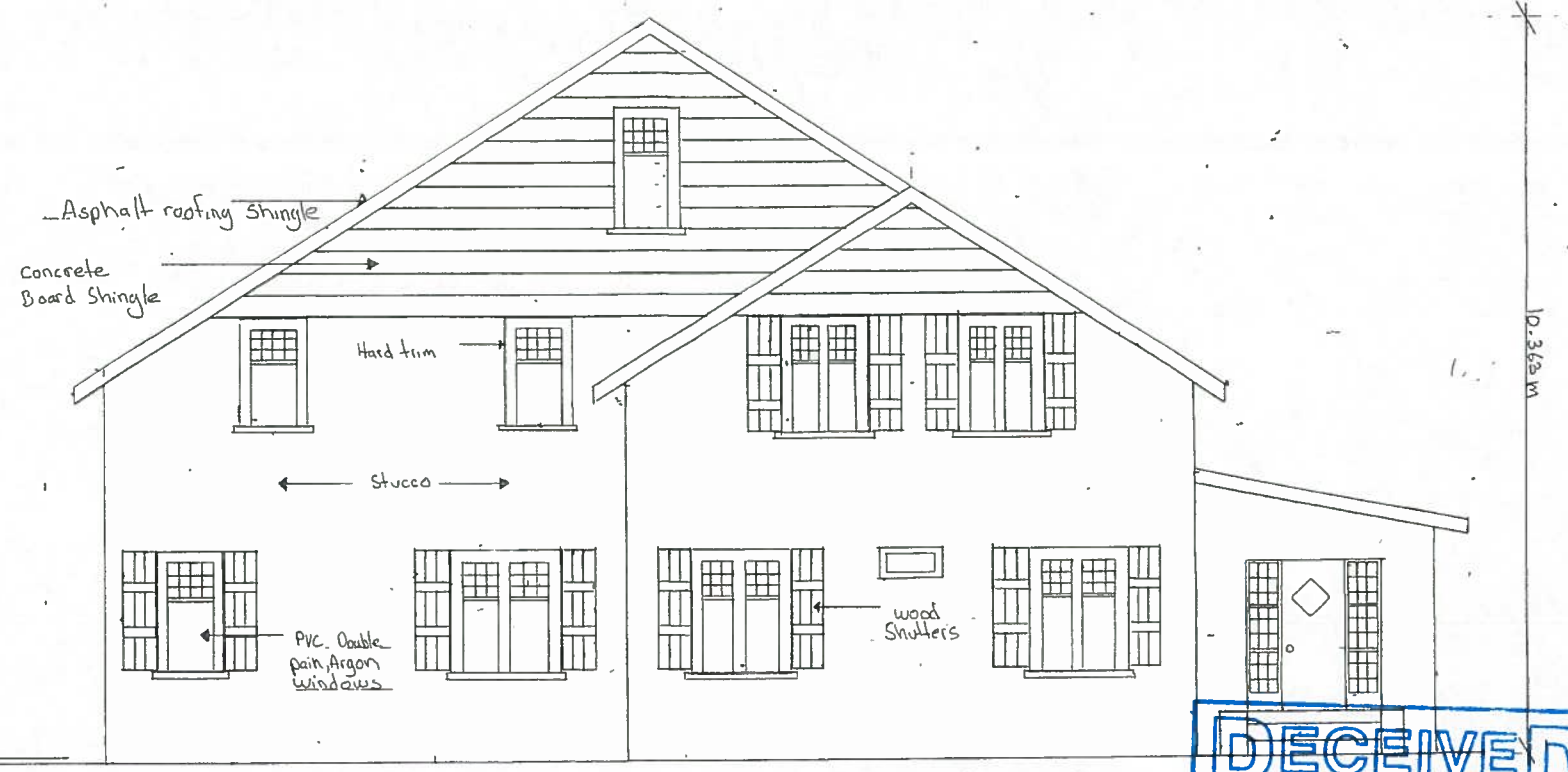 Asphalt roofing Shingle
concrete
Board Shingle
Hard trim
Stucco
PVC. Double
pain, Argon
windows
wood
Shutters
10.363 m
DECEIVED